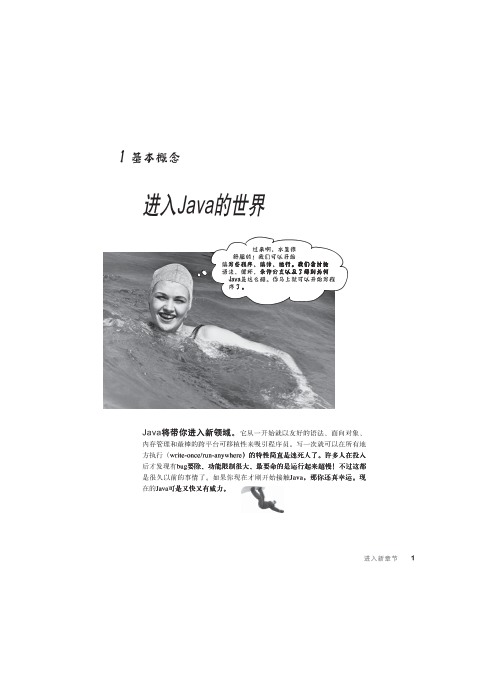 1 基本概念
进入Java的世界
过来啊，水里很
舒服的！我们可以开始
编写些程序、编译、运行。我们会讨论
语法、循环、条件分支以及了解到为何
Java是这么棒。你马上就可以开始写程
序了。
Java将带你进入新领域。它从一开始就以友好的语法、面向对象、
内存管理和最棒的跨平台可移植性来吸引程序员。写一次就可以在所有地
方执行（write-once/run-anywhere）的特性简直是迷死人了。许多人在投入
后才发现有bug要除、功能限制很大、最要命的是运行起来超慢！不过这都
是很久以前的事情了，如果你现在才刚开始接触Java，那你还真幸运。现
在的Java可是又快又有威力。
进入新章节 1